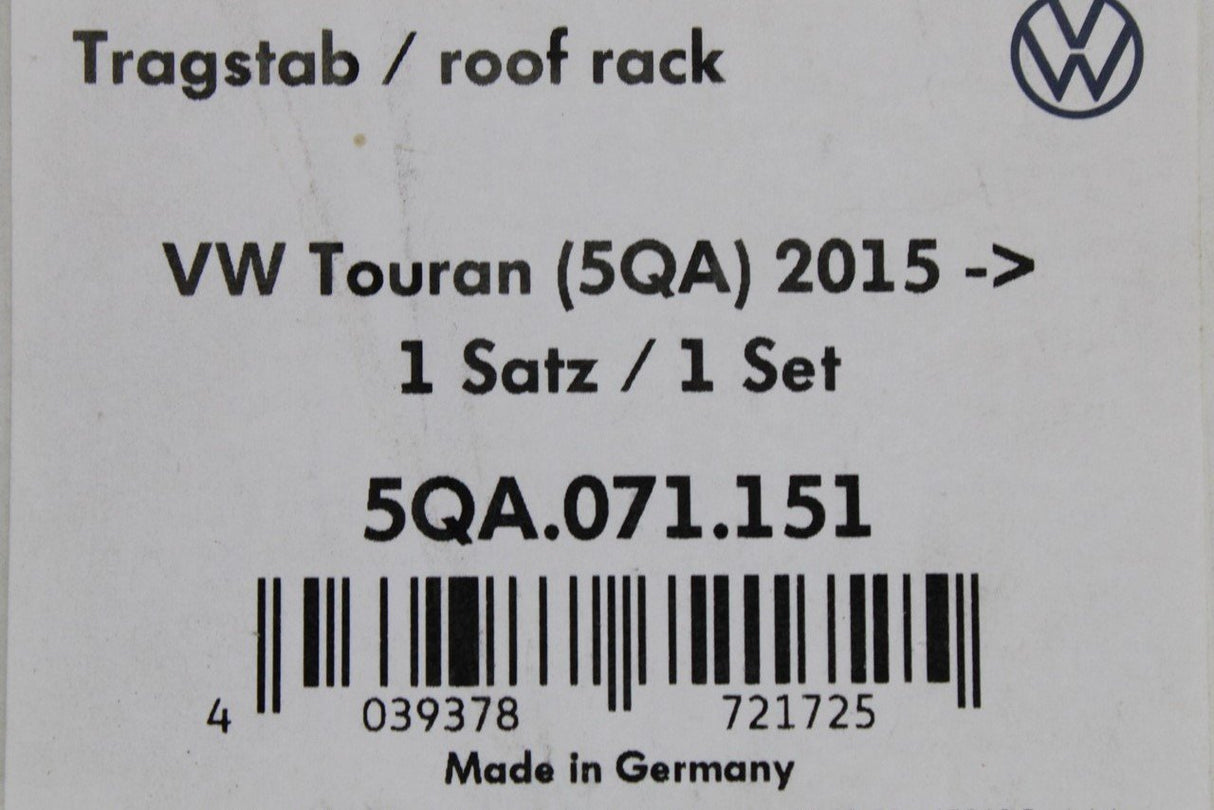 Tragstab / roof rack
VW Touran (5QA) 2015 ->
1 Satz / 1 Set
5QA.071.151
4 039378 721725
Made in Germany